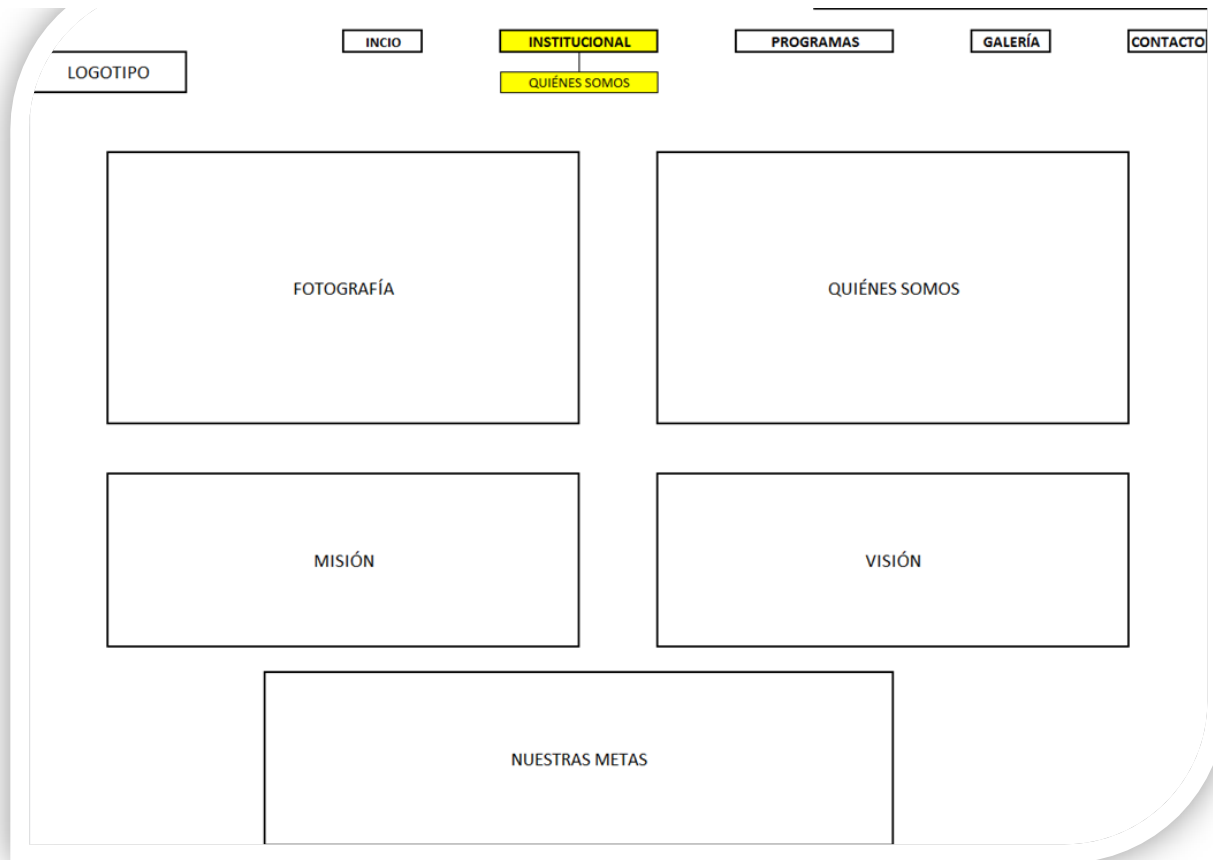 INCIO
INSTITUCIONAL
PROGRAMAS
GALERÍA
CONTACTO
LOGOTIPO
QUIÉNES SOMOS
FOTOGRAFÍA
QUIÉNES SOMOS
MISIÓN
VISIÓN
NUESTRAS METAS